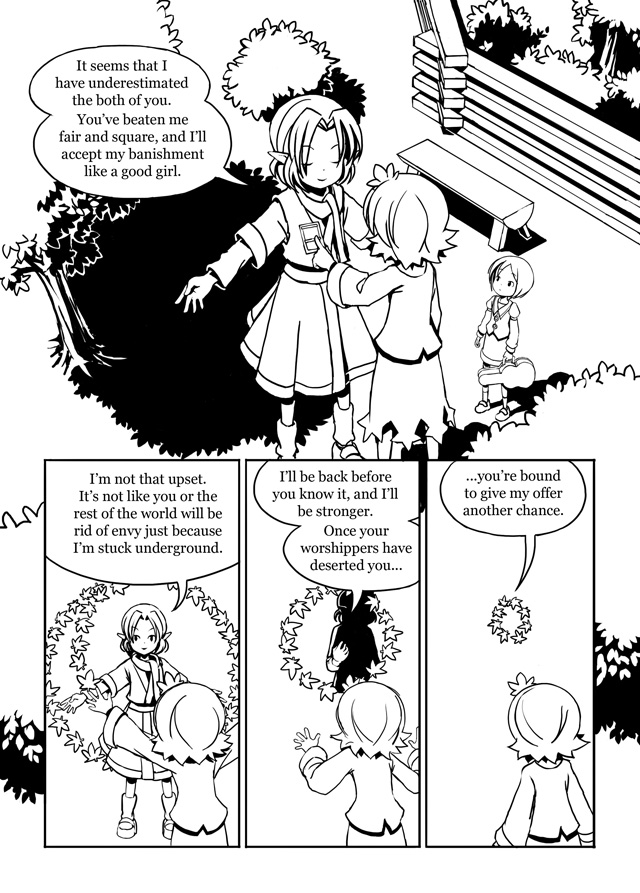 It seems that I
have underestimated
the both of you.
You've beaten me
fair and square, and I'll
accept my banishment
like a good girl.
I'm not that upset.
It's not like you or the
rest of the world will be
rid of envy just because
I'm stuck underground.
I'll be back before
you know it, and I'll
be stronger.
Once your
worshippers have
deserted you...
...you're bound
to give my offer
another chance.